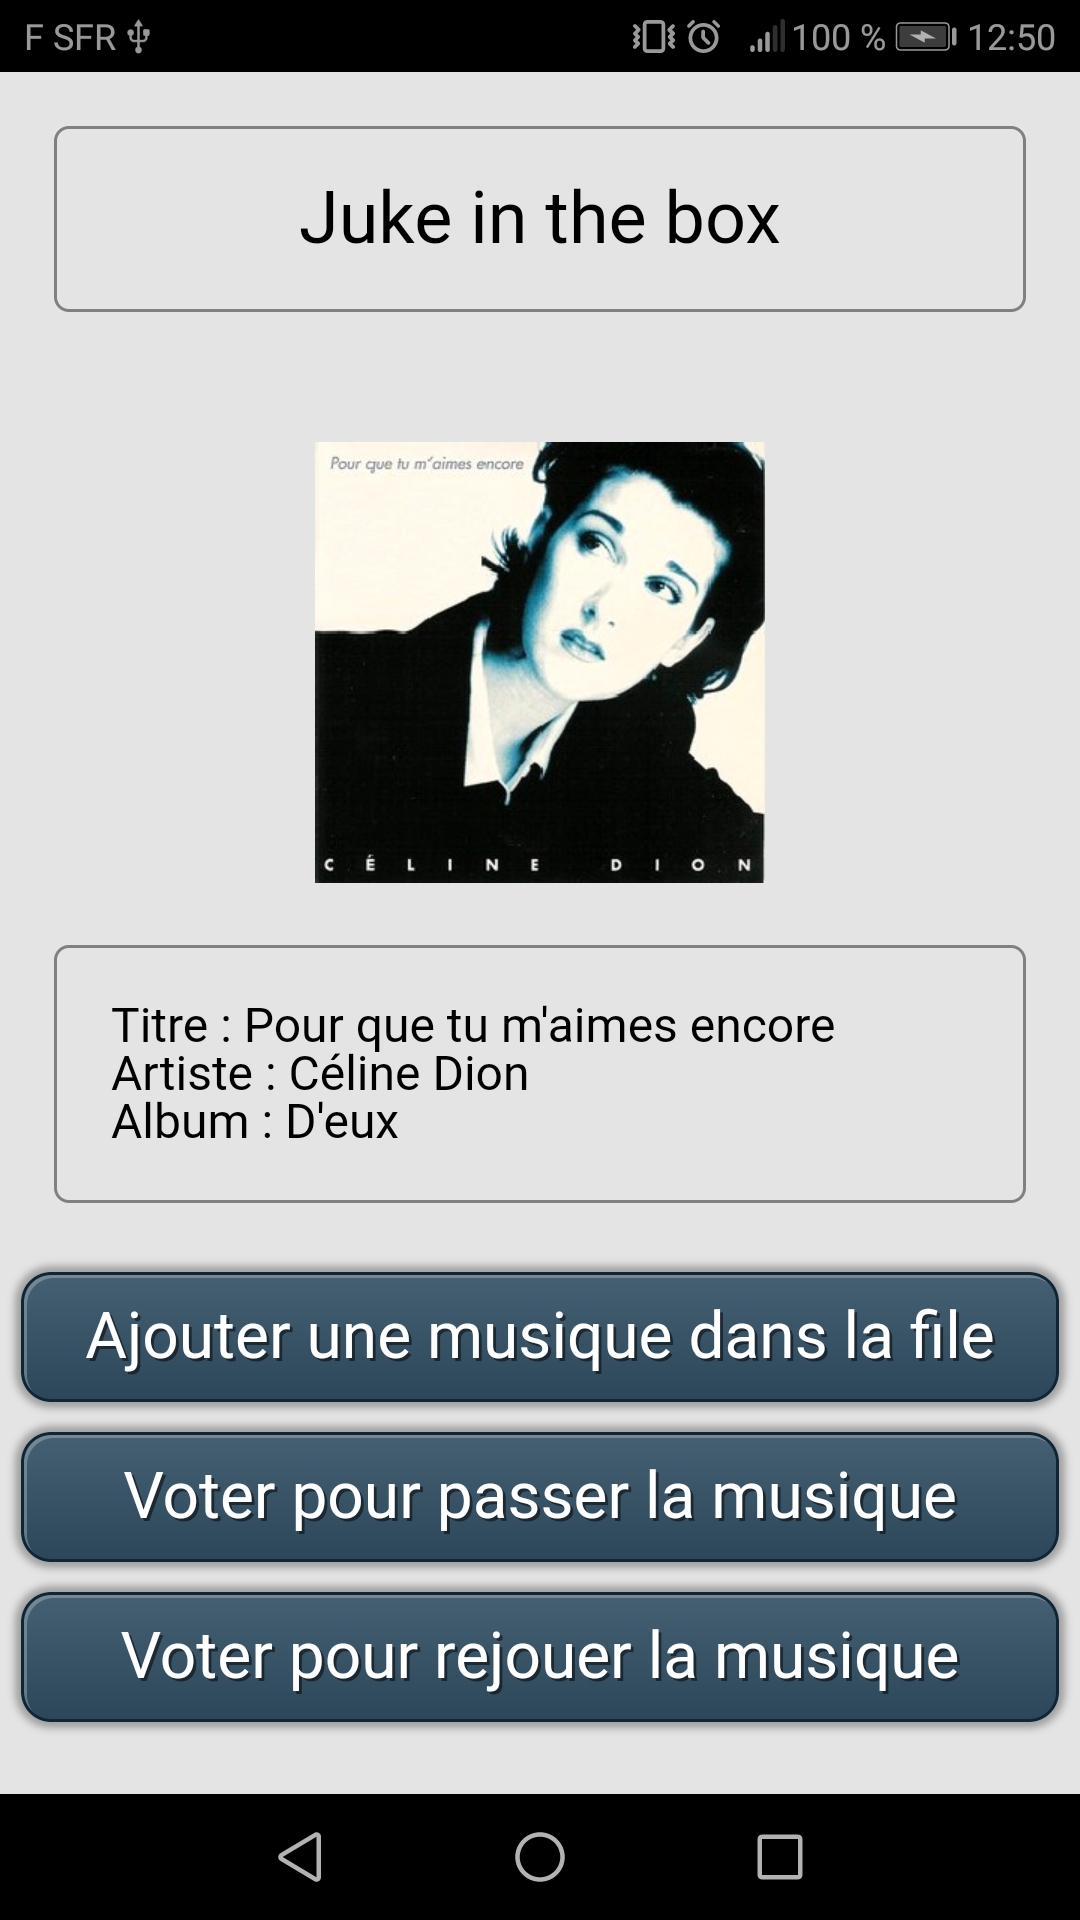 F SFR 100 % 12:50
Juke in the box
Pour que tu m'aimes encore
CÉLINE DION
Titre : Pour que tu m'aimes encore
Artiste : Céline Dion
Album : D'eux
Ajouter une musique dans la file
Voter pour passer la musique
Voter pour rejouer la musique